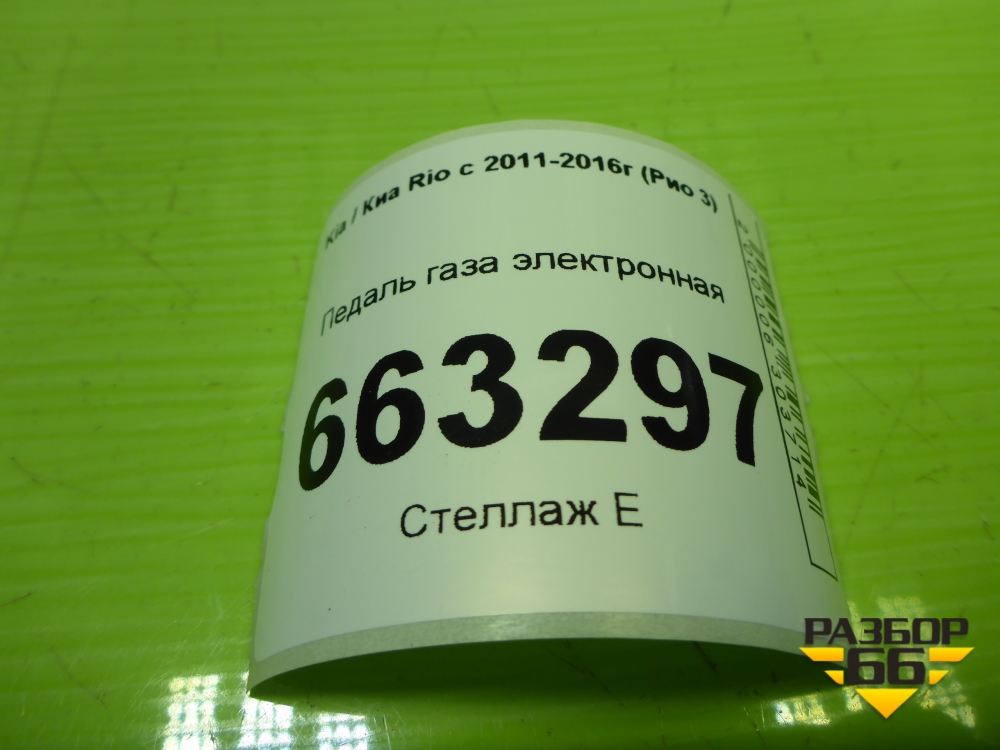 Kia / Киа Rio с 2011-2016г (Рио 3)
Педаль газа электронная
663297
Стеллаж Е
РАЗБОР
66